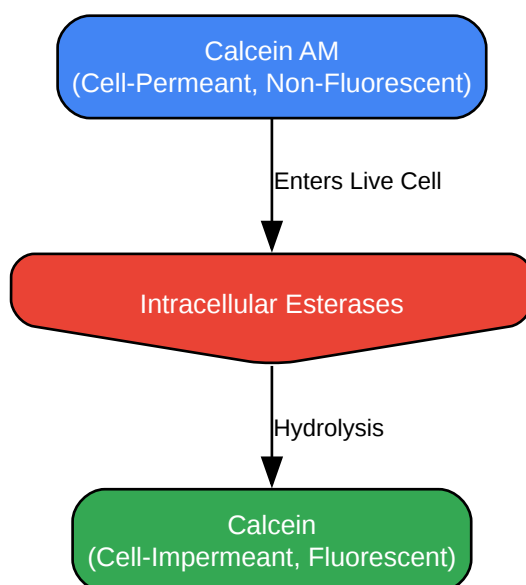 Calcein AM
(Cell-Permeant, Non-Fluorescent)
Enters Live Cell
Intracellular Esterases
Hydrolysis
Calcein
(Cell-Impermeant, Fluorescent)